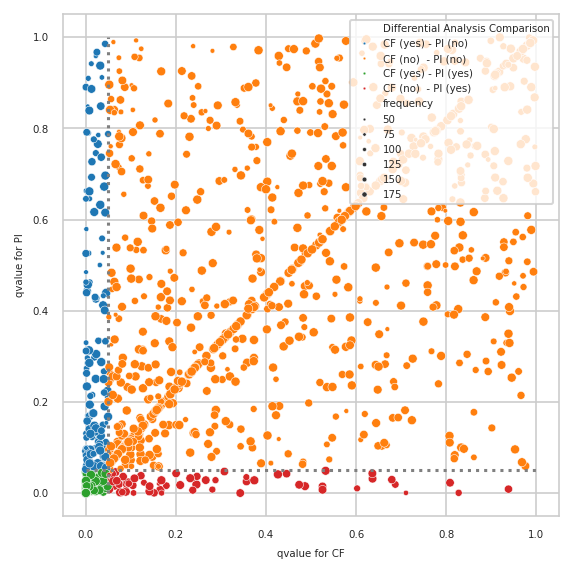 Differential Analysis Comparison
CF (yes) - PI (no)
CF (no)  - PI (no)
CF (yes) - PI (yes)
CF (no)  - PI (yes)
frequency
50
75
100
125
150
175
1.0
0.8
0.6
0.4
0.2
0.0
qvalue for PI
0.0 0.2 0.4 0.6 0.8 1.0
qvalue for CF